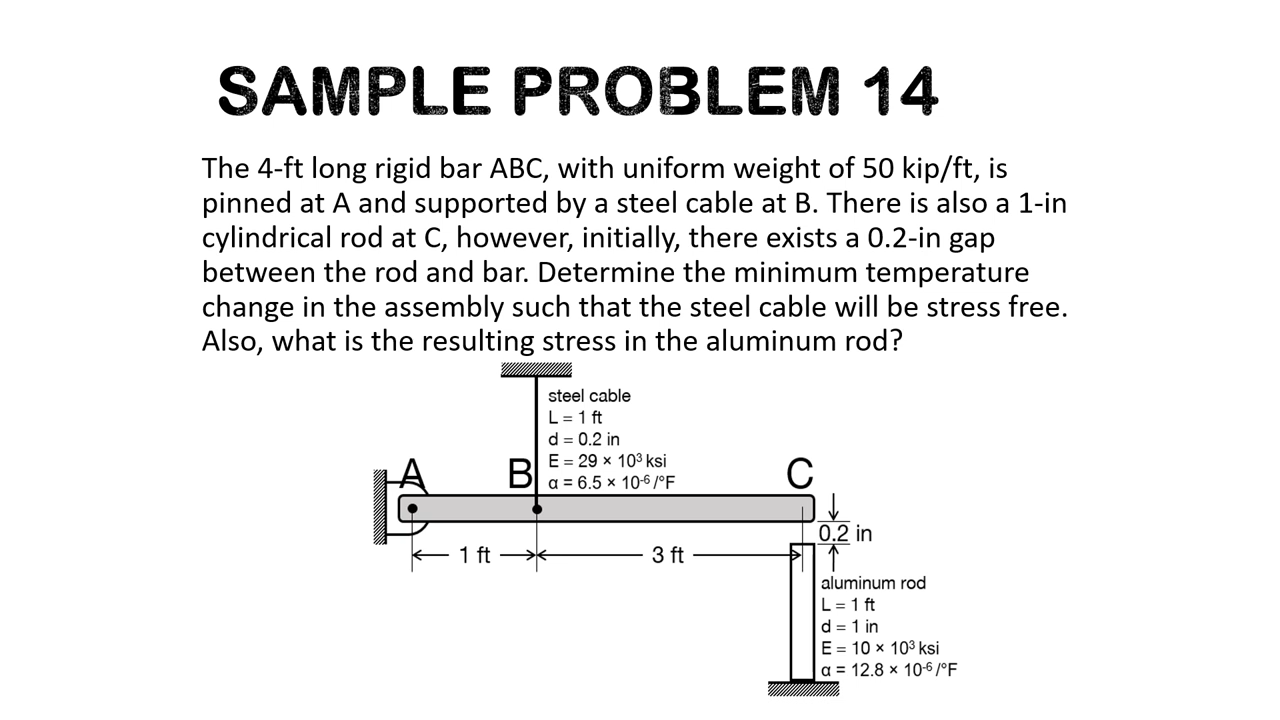 SAMPLE PROBLEM 14
The 4-ft long rigid bar ABC, with uniform weight of 50 kip/ft, is
pinned at A and supported by a steel cable at B. There is also a 1-in
cylindrical rod at C, however, initially, there exists a 0.2-in gap
between the rod and bar. Determine the minimum temperature
change in the assembly such that the steel cable will be stress free.
Also, what is the resulting stress in the aluminum rod?
steel cable
L = 1 ft
d = 0.2 in
E = 29 × 10³ ksi
α = 6.5 × 10⁻⁶/°F
A
B
C
0.2 in
1 ft
3 ft
aluminum rod
L = 1 ft
d = 1 in
E = 10 × 10³ ksi
α = 12.8 × 10⁻⁶/°F